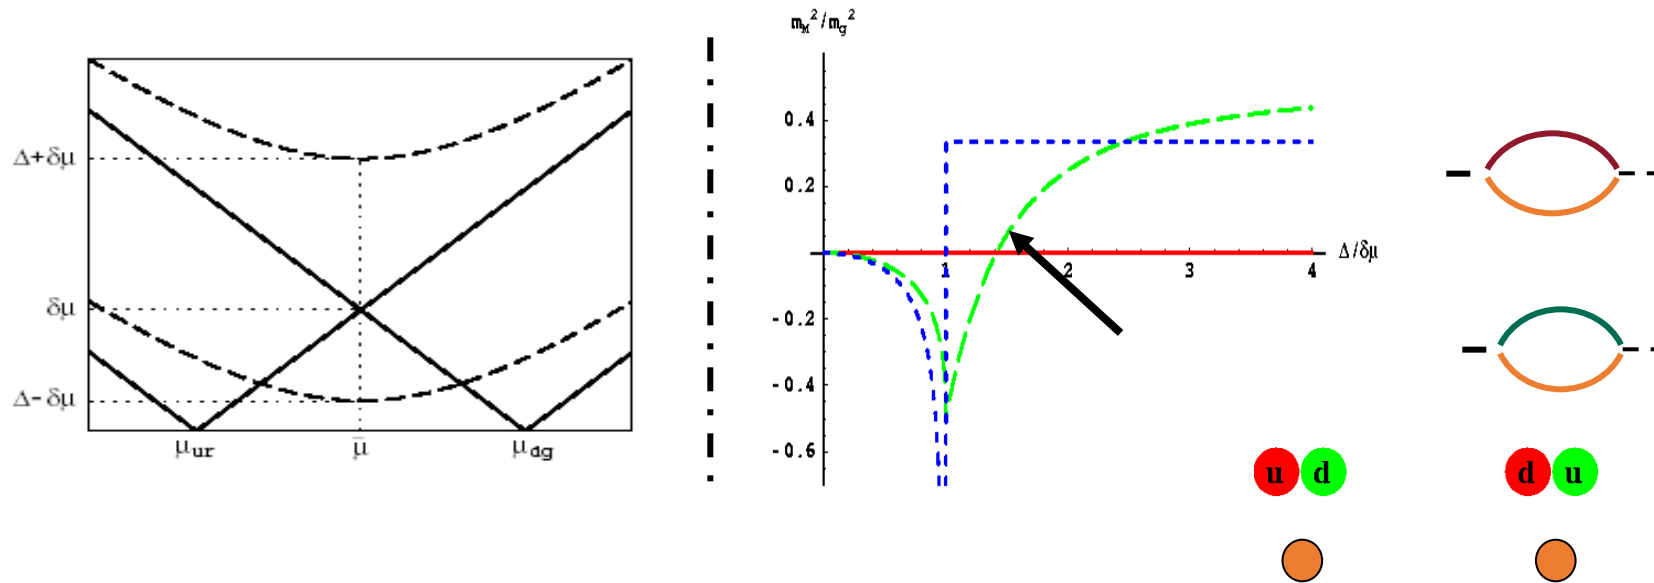 Δ+δμ
δμ
Δ-δμ
μur
μ̄
μdg
mM²/mg²
0.4
0.2
-0.2
-0.4
-0.6
1
2
3
4
Δ/δμ
u d
d u